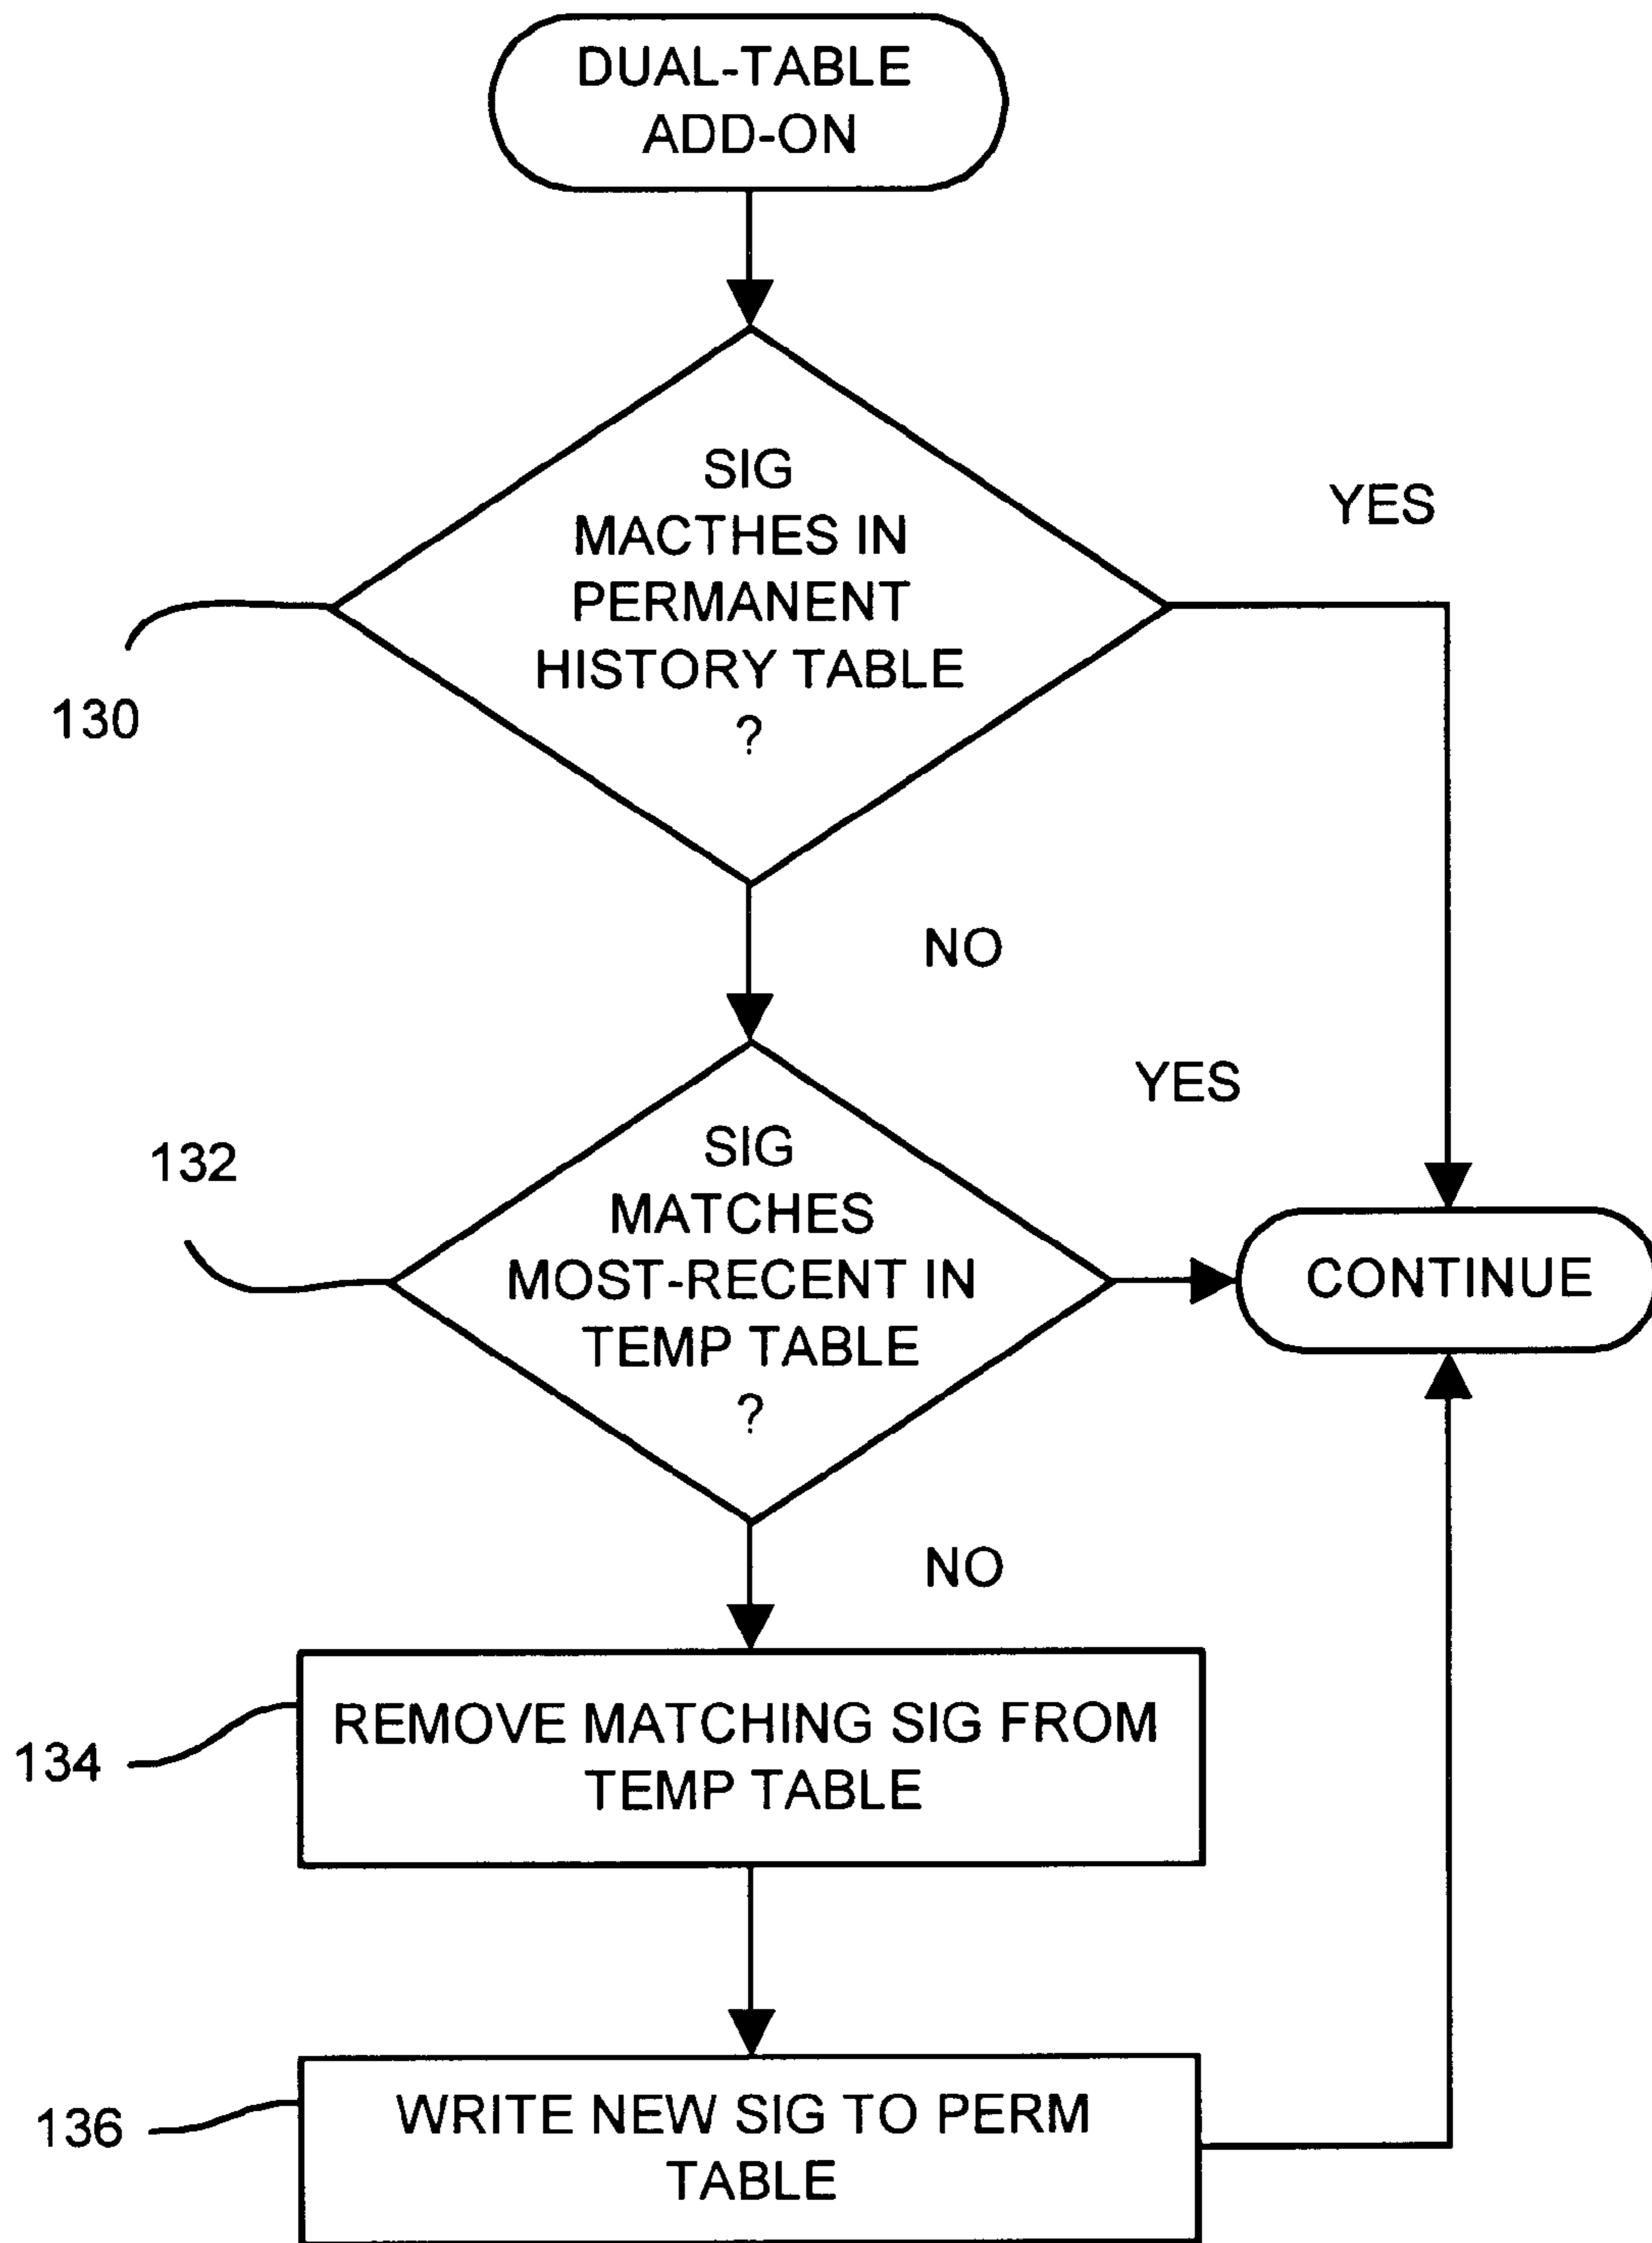 DUAL-TABLE
ADD-ON
SIG
MACTHES IN
PERMANENT
HISTORY TABLE
?
YES
130
NO
YES
132
SIG
MATCHES
MOST-RECENT IN
TEMP TABLE
?
CONTINUE
NO
134
REMOVE MATCHING SIG FROM
TEMP TABLE
136
WRITE NEW SIG TO PERM
TABLE